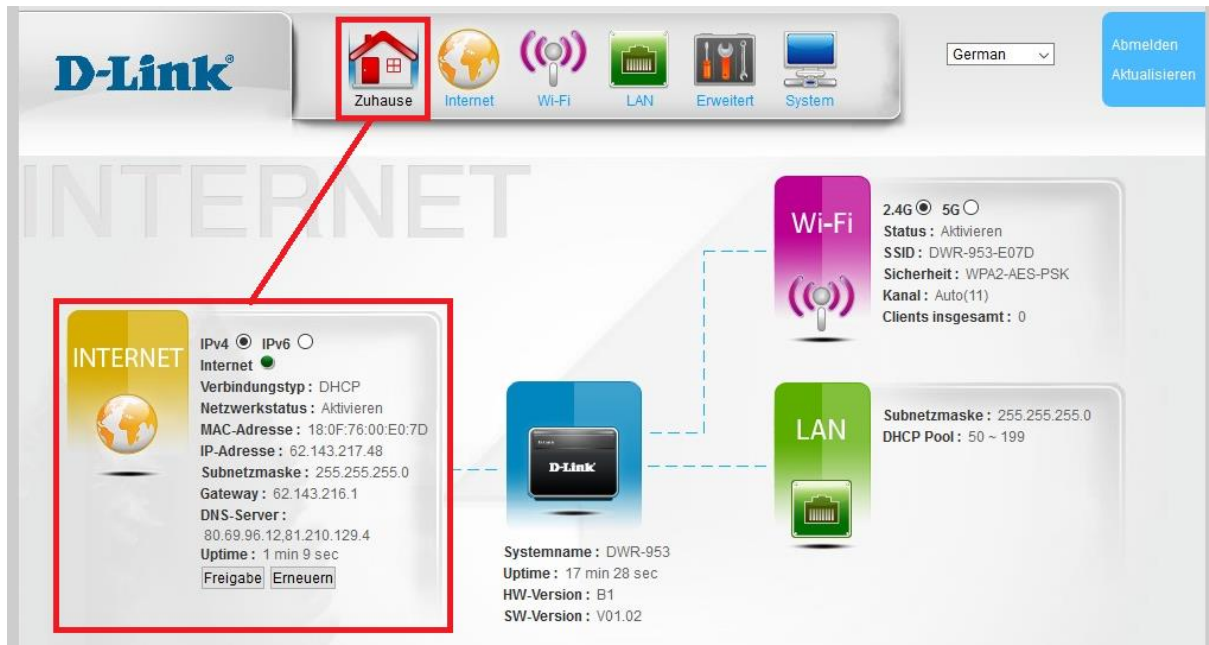 D-Link
Zuhause
Internet
Wi-Fi
LAN
Erweitert
System
German
Abmelden
Aktualisieren
INTERNET
INTERNET
IPv4 IPv6
Internet
Verbindungstyp : DHCP
Netzwerkstatus : Aktivieren
MAC-Adresse : 18:0F:76:00:E0:7D
IP-Adresse : 62.143.217.48
Subnetzmaske : 255.255.255.0
Gateway : 62.143.216.1
DNS-Server :
80.69.96.12,81.210.129.4
Uptime : 1 min 9 sec
Freigabe Erneuern
D-Link
Systemname : DWR-953
Uptime : 17 min 28 sec
HW-Version : B1
SW-Version : V01.02
Wi-Fi
2.4G 5G
Status : Aktivieren
SSID : DWR-953-E07D
Sicherheit : WPA2-AES-PSK
Kanal : Auto(11)
Clients insgesamt : 0
LAN
Subnetzmaske : 255.255.255.0
DHCP Pool : 50 ~ 199